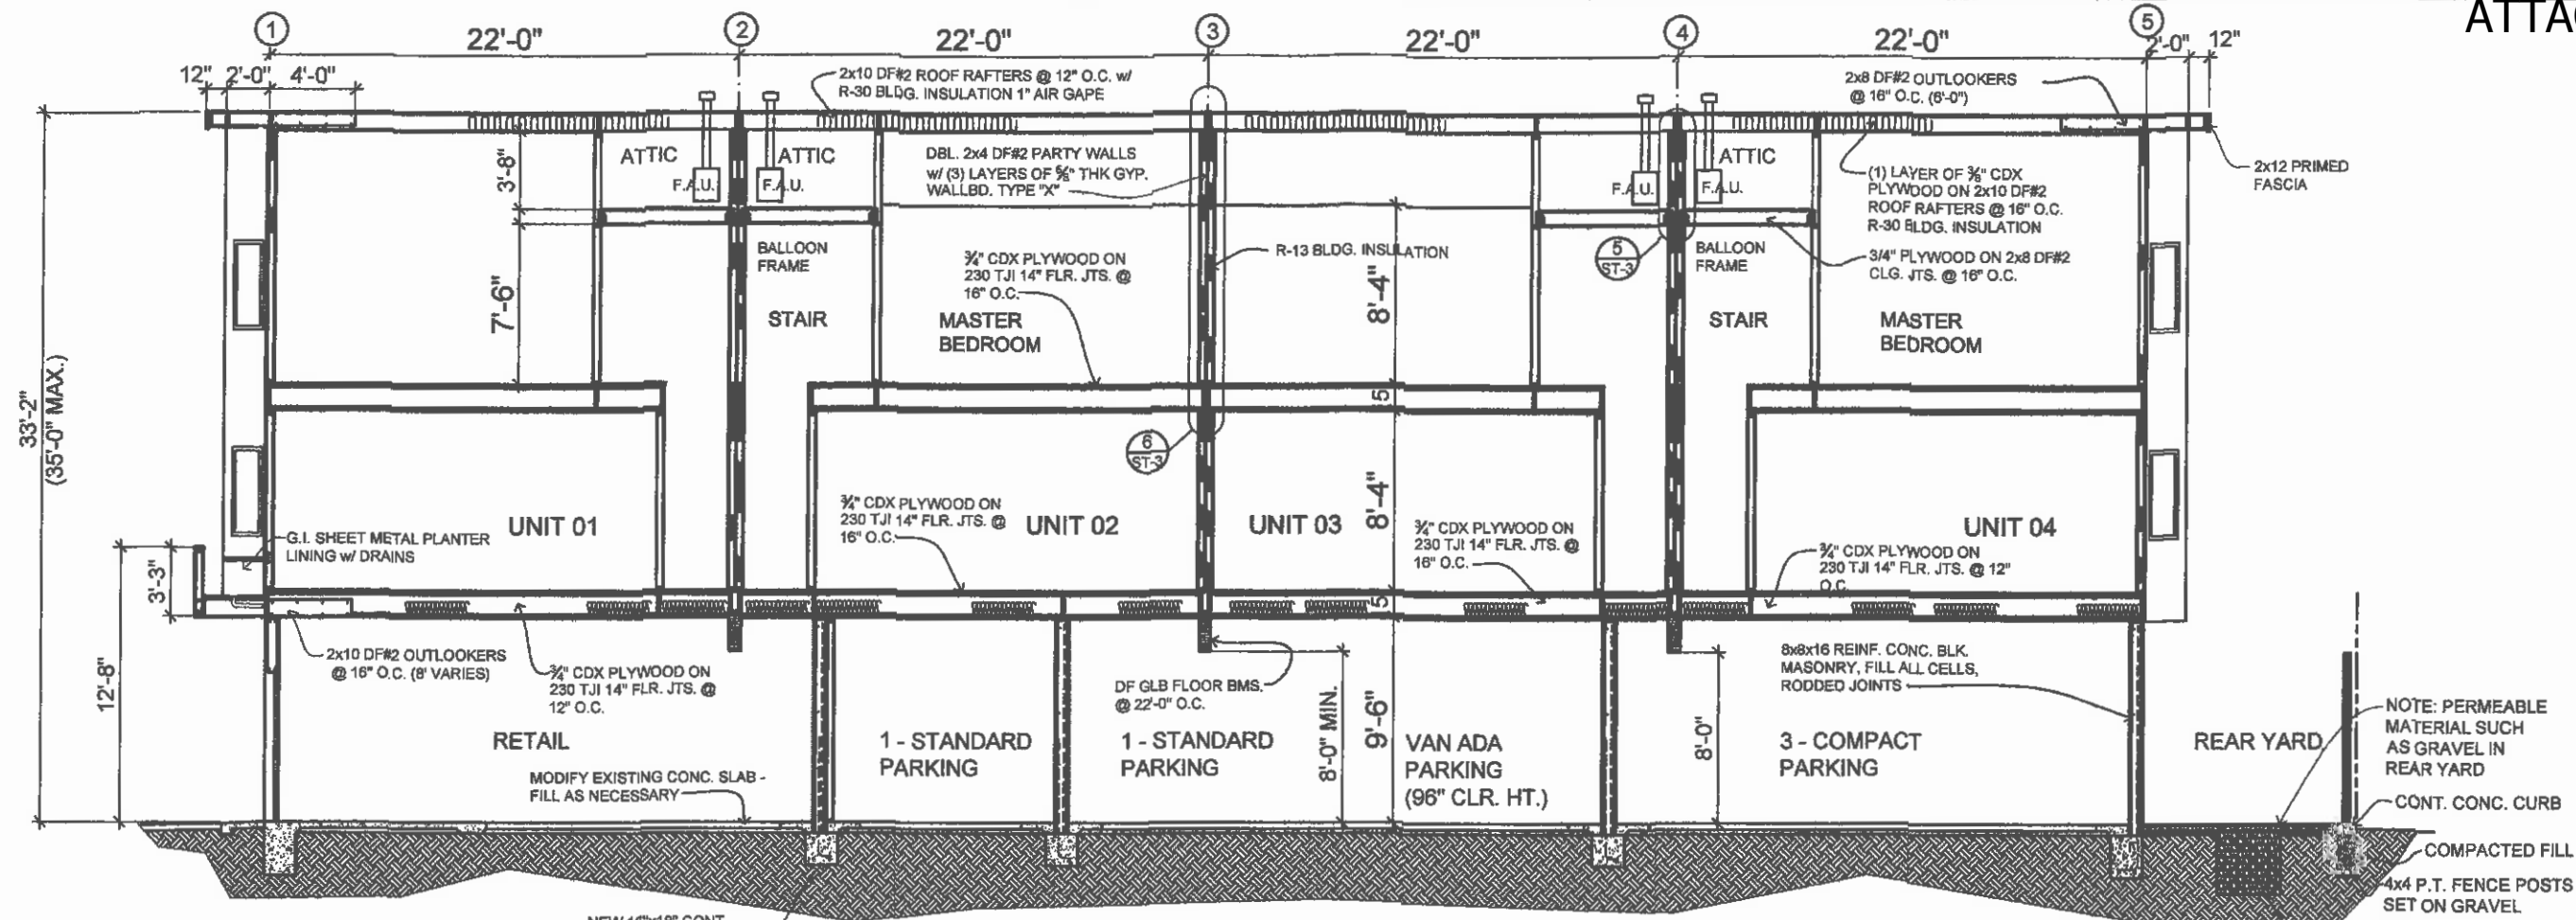 ATTAC
1
2
3
4
5
22'-0"
22'-0"
22'-0"
22'-0"
2'-0"
12"
12"
2'-0"
4'-0"
2x10 DF#2 ROOF RAFTERS @ 12" O.C. w/
R-30 BLDG. INSULATION 1" AIR GAPE
2x8 DF#2 OUTLOOKERS
@ 16" O.C. (6'-0")
ATTIC
ATTIC
ATTIC
F.A.U.
F.A.U.
F.A.U.
F.A.U.
DBL. 2x4 DF#2 PARTY WALLS
w/ (3) LAYERS OF ⅝" THK GYP.
WALLBD. TYPE "X"
(1) LAYER OF ⅜" CDX
PLYWOOD ON 2x10 DF#2
ROOF RAFTERS @ 16" O.C.
R-30 BLDG. INSULATION
2x12 PRIMED
FASCIA
3'-8"
7'-6"
BALLOON
FRAME
¾" CDX PLYWOOD ON
230 TJI 14" FLR. JTS. @
16" O.C.
R-13 BLDG. INSULATION
5
ST-3
BALLOON
FRAME
3/4" PLYWOOD ON 2x8 DF#2
CLG. JTS. @ 16" O.C.
8'-4"
STAIR
MASTER
BEDROOM
STAIR
MASTER
BEDROOM
33'-2"
(35'-0" MAX.)
5
6
ST-3
8'-4"
G.I. SHEET METAL PLANTER
LINING w/ DRAINS
UNIT 01
¾" CDX PLYWOOD ON
230 TJI 14" FLR. JTS. @
16" O.C.
UNIT 02
UNIT 03
¾" CDX PLYWOOD ON
230 TJI 14" FLR. JTS. @
16" O.C.
UNIT 04
¾" CDX PLYWOOD ON
230 TJI 14" FLR. JTS. @ 12"
O.C.
3'-3"
12'-8"
5
2x10 DF#2 OUTLOOKERS
@ 16" O.C. (8' VARIES)
¾" CDX PLYWOOD ON
230 TJI 14" FLR. JTS. @
12" O.C.
DF GLB FLOOR BMS.
@ 22'-0" O.C.
8'-0" MIN.
9'-6"
8'-0"
8x8x16 REINF. CONC. BLK.
MASONRY, FILL ALL CELLS,
RODDED JOINTS
RETAIL
1 - STANDARD
PARKING
1 - STANDARD
PARKING
VAN ADA
PARKING
(96" CLR. HT.)
3 - COMPACT
PARKING
REAR YARD
NOTE: PERMEABLE
MATERIAL SUCH
AS GRAVEL IN
REAR YARD
MODIFY EXISTING CONC. SLAB -
FILL AS NECESSARY
CONT. CONC. CURB
COMPACTED FILL
4x4 P.T. FENCE POSTS
SET ON GRAVEL